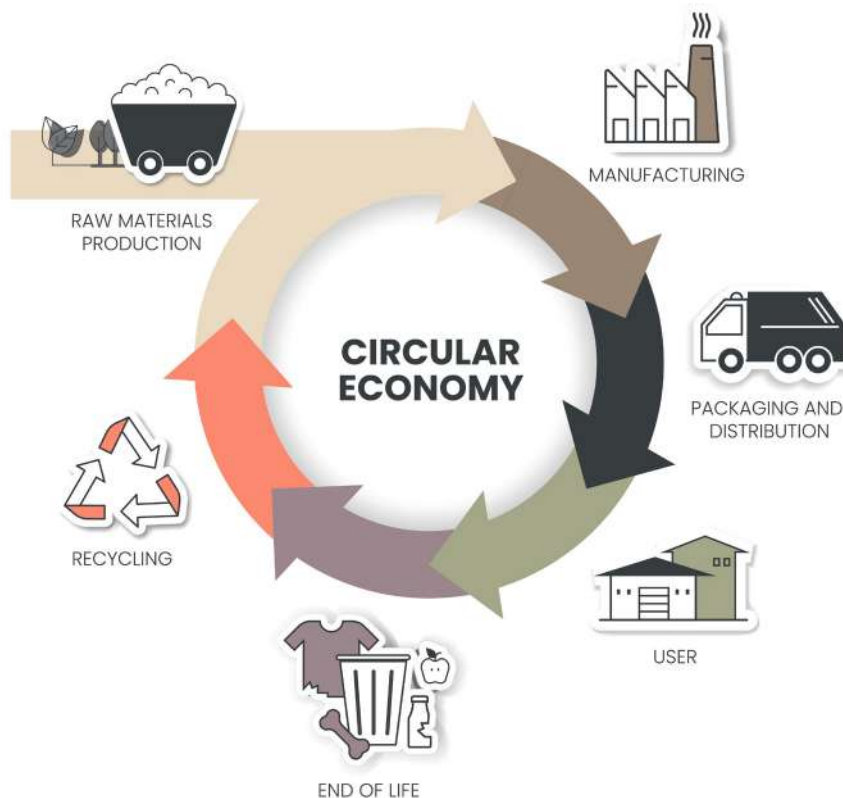 MANUFACTURING
RAW MATERIALS
PRODUCTION
CIRCULAR
ECONOMY
PACKAGING AND
DISTRIBUTION
RECYCLING
USER
END OF LIFE